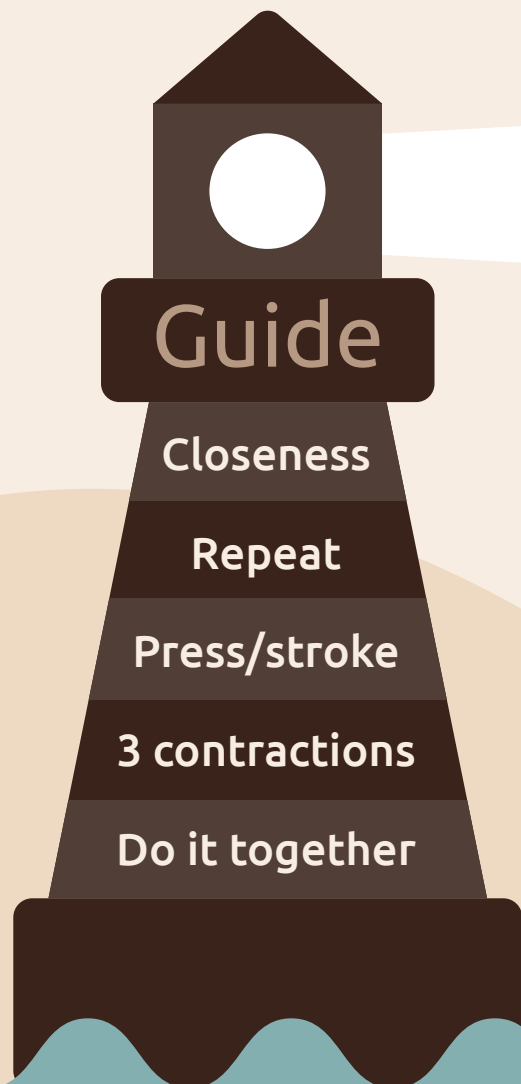 Guide
Closeness
Repeat
Press/stroke
3 contractions
Do it together